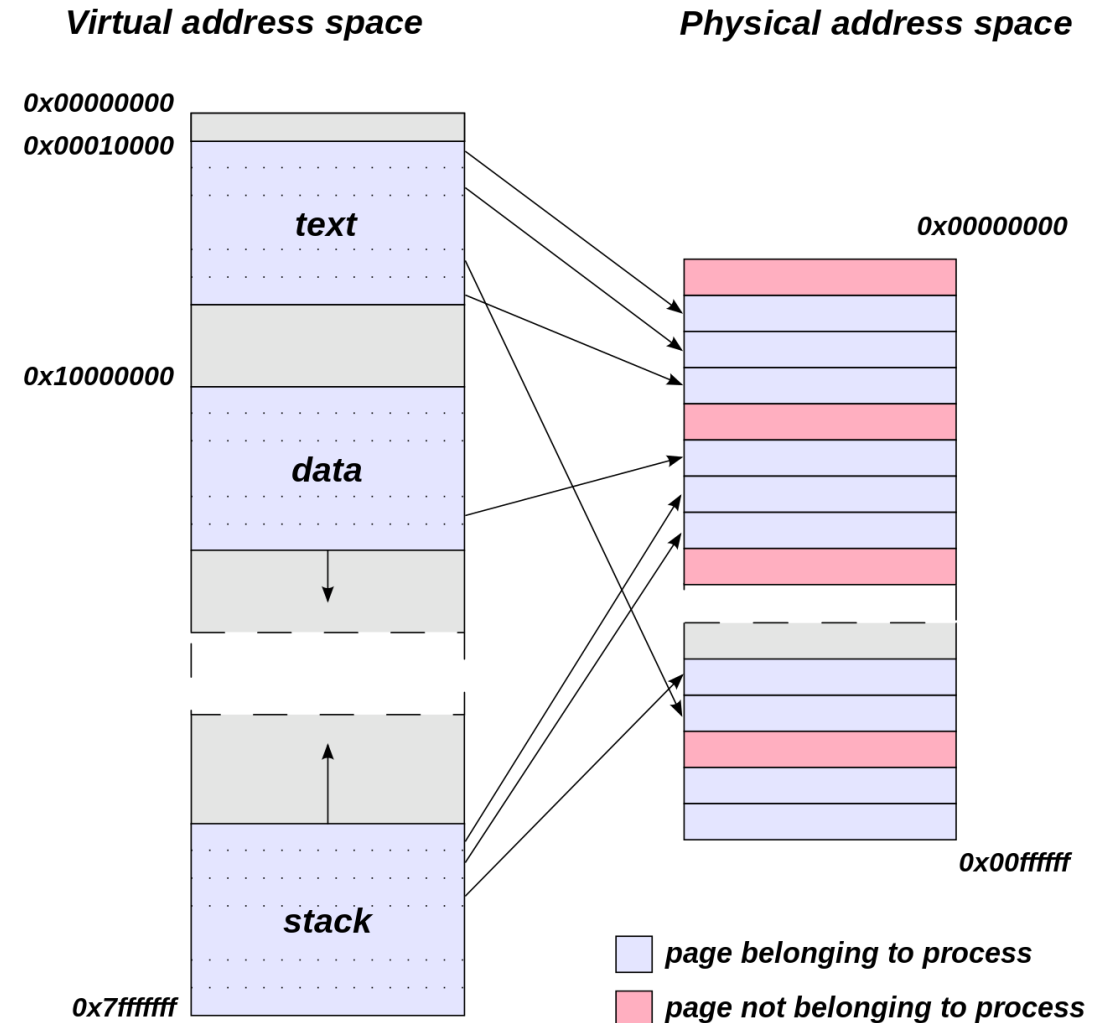 Virtual address space
Physical address space
0x00000000
0x00010000
text
0x00000000
0x10000000
data
0x00ffffff
stack
page belonging to process
0x7fffffff
page not belonging to process